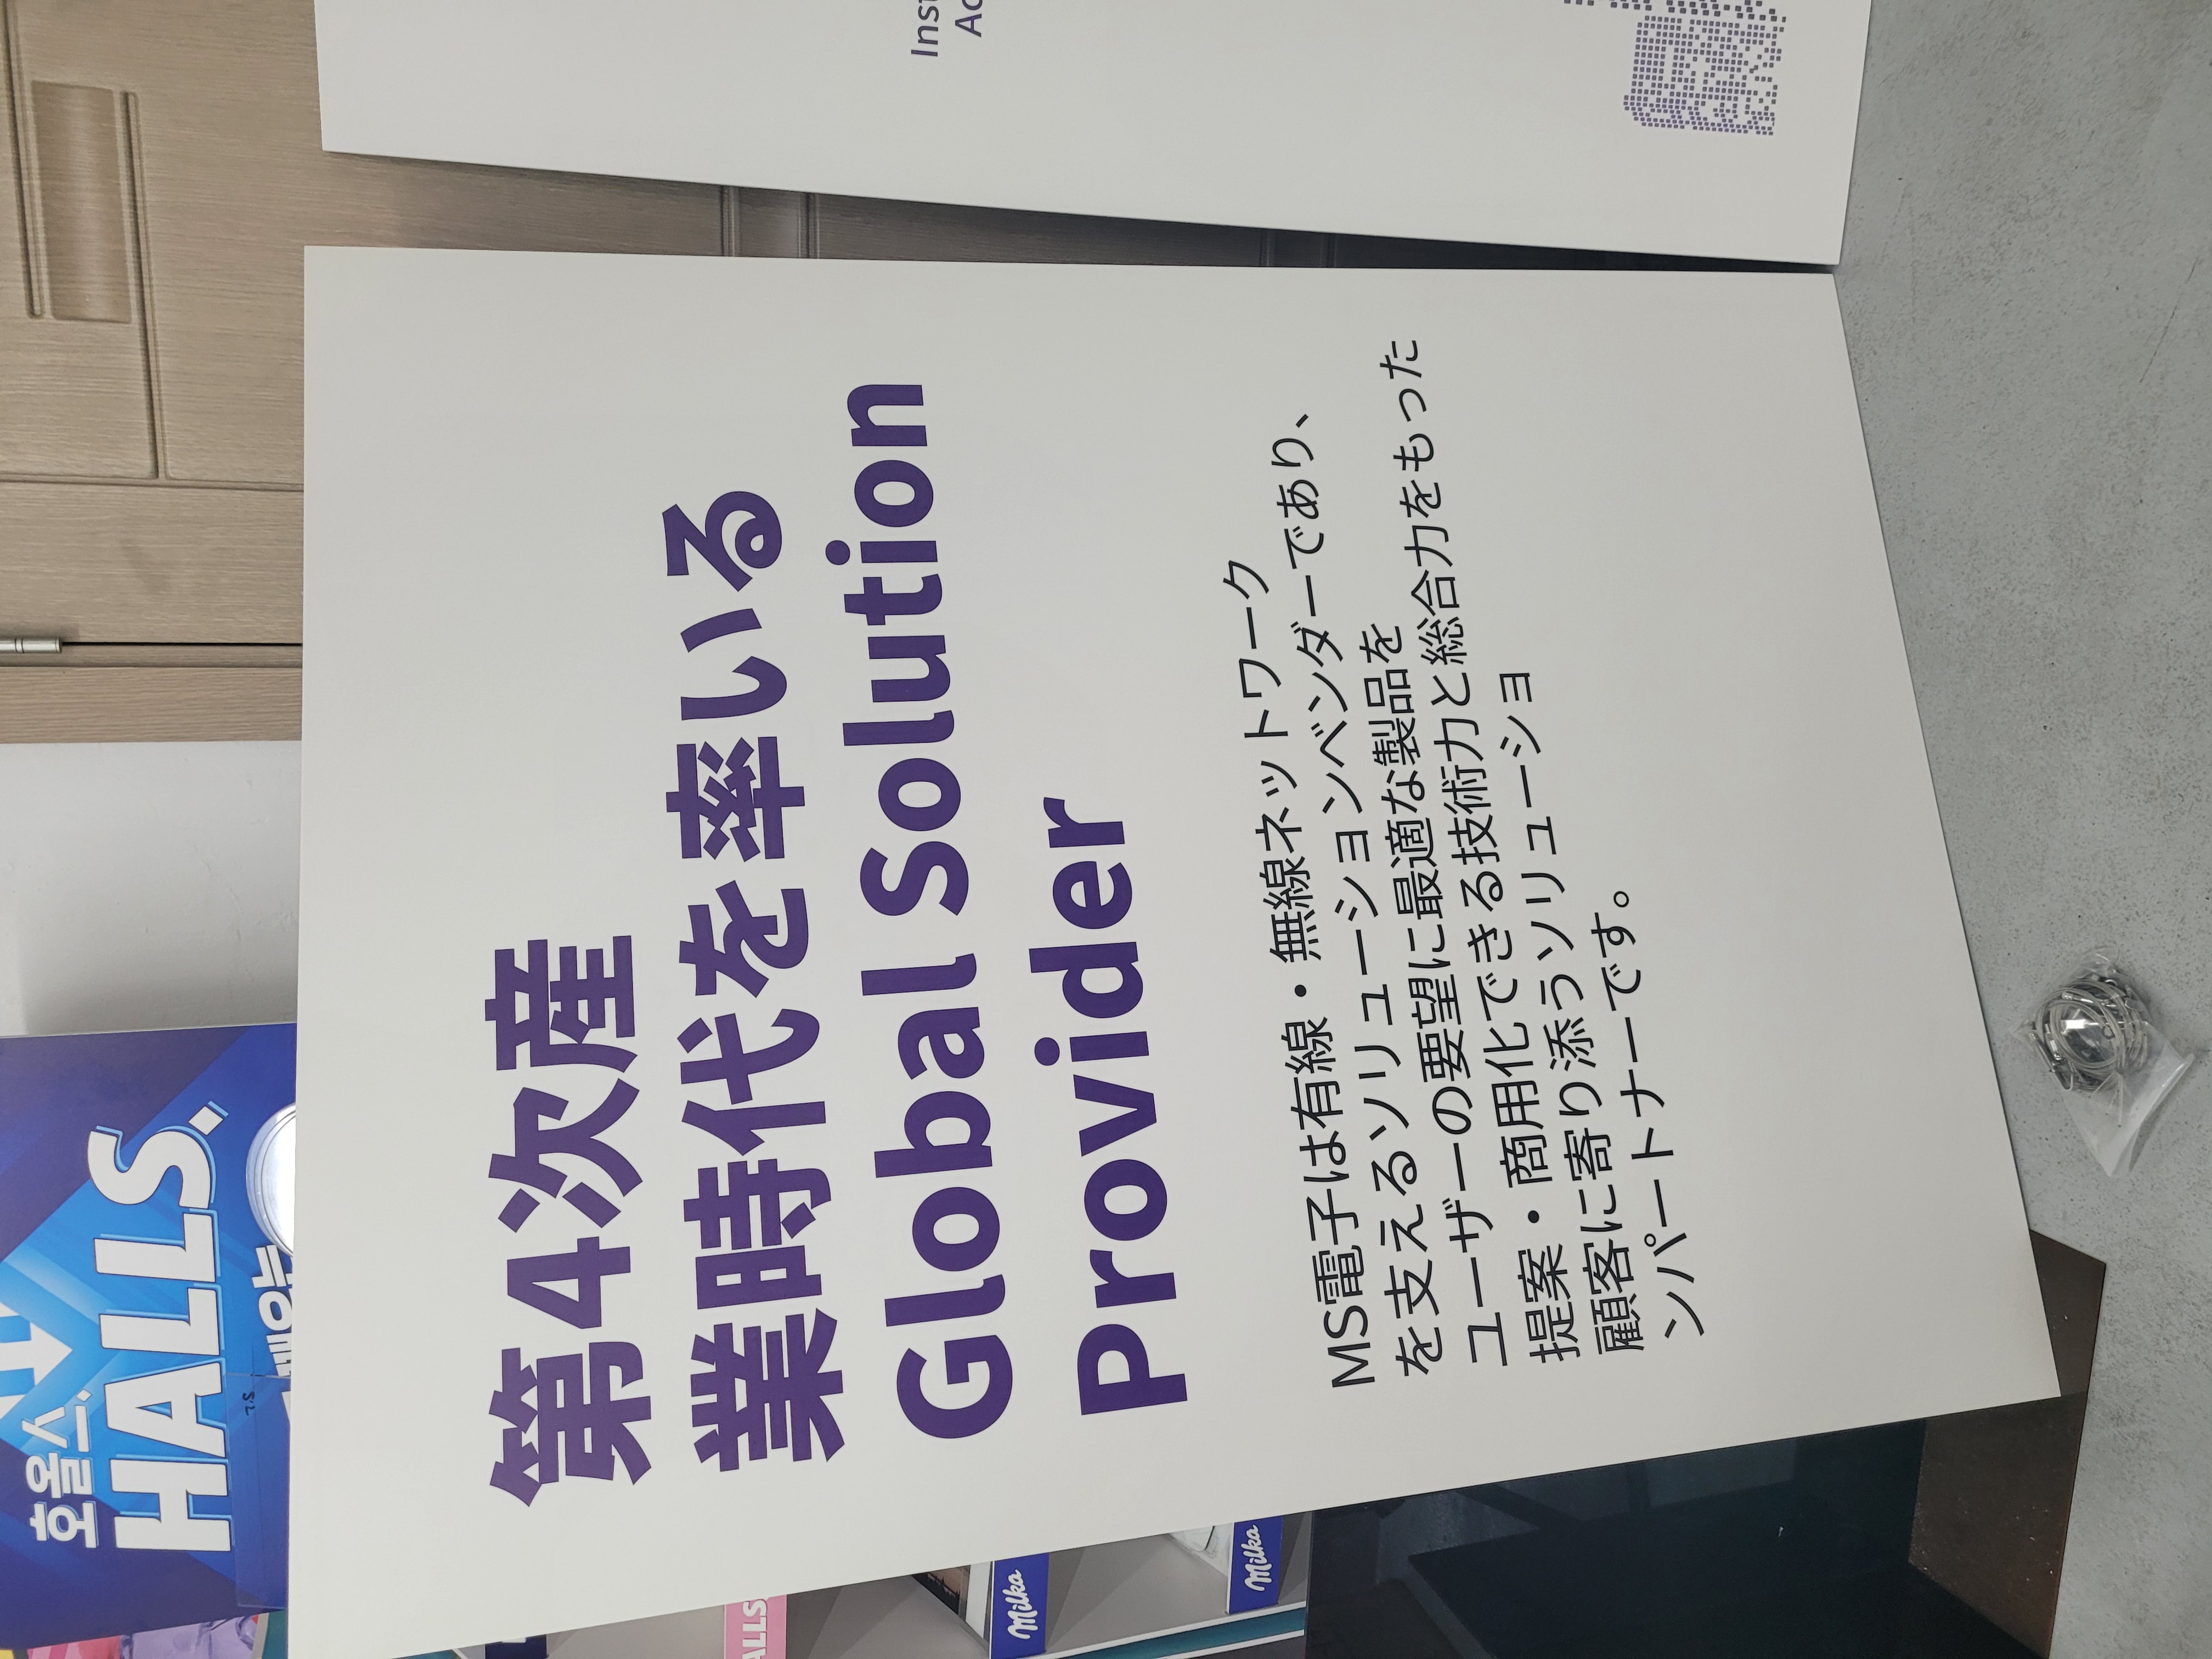 第4次産
業時代を率いる
Global Solution
Provider
MS電子は有線・無線ネットワーク
を支えるソリューションベンダーであり、
ユーザーの要望に最適な製品を
提案・商用化できる技術力と総合力をもった
顧客に寄り添うソリューショ
ンパートナーです。
호올스
HALLS.
Milka
Milka